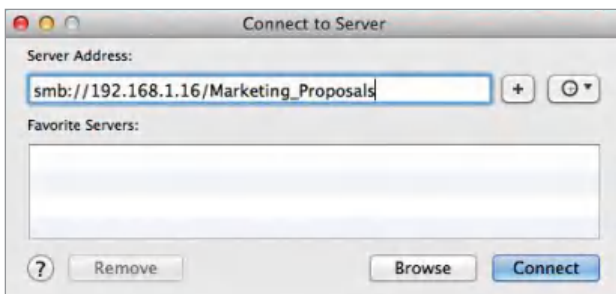 Connect to Server
Server Address:
smb://192.168.1.16/Marketing_Proposals
+
Favorite Servers:
? Remove Browse Connect